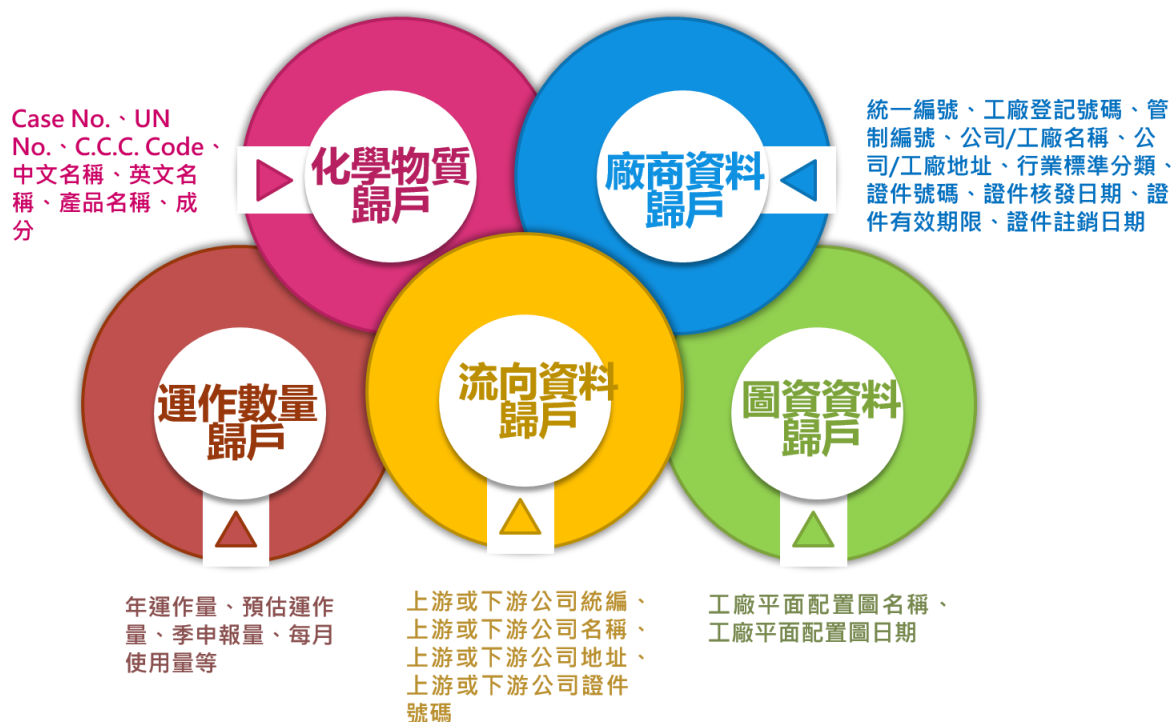 Case No.、UN
No.、C.C.C. Code、
中文名稱、英文名
稱、產品名稱、成
分
化學物質
歸戶
廠商資料
歸戶
統一編號、工廠登記號碼、管
制編號、公司/工廠名稱、公
司/工廠地址、行業標準分類、
證件號碼、證件核發日期、證
件有效期限、證件註銷日期
運作數量
歸戶
流向資料
歸戶
圖資資料
歸戶
年運作量、預估運作
量、季申報量、每月
使用量等
上游或下游公司統編、
上游或下游公司名稱、
上游或下游公司地址、
上游或下游公司證件
號碼
工廠平面配置圖名稱、
工廠平面配置圖日期